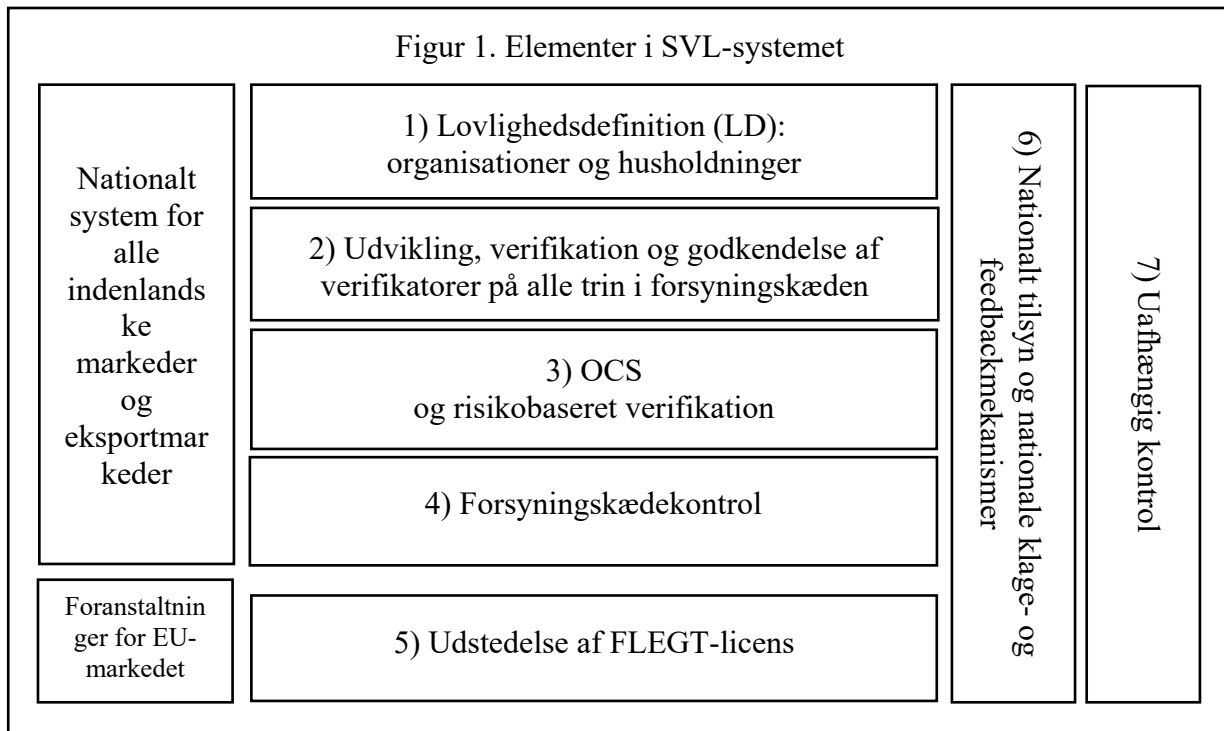 Figur 1. Elementer i SVL-systemet
Nationalt
system for
alle
indenlands
ke
markeder
og
eksportmar
keder
1) Lovlighedsdefinition (LD):
organisationer og husholdninger
2) Udvikling, verifikation og godkendelse af
verifikatorer på alle trin i forsyningskæden
3) OCS
og risikobaseret verifikation
4) Forsyningskædekontrol
Foranstaltnin
ger for EU-
markedet
5) Udstedelse af FLEGT-licens
6) Nationalt tilsyn og nationale klage- og
feedbackmekanismer
7) Uafhængig kontrol